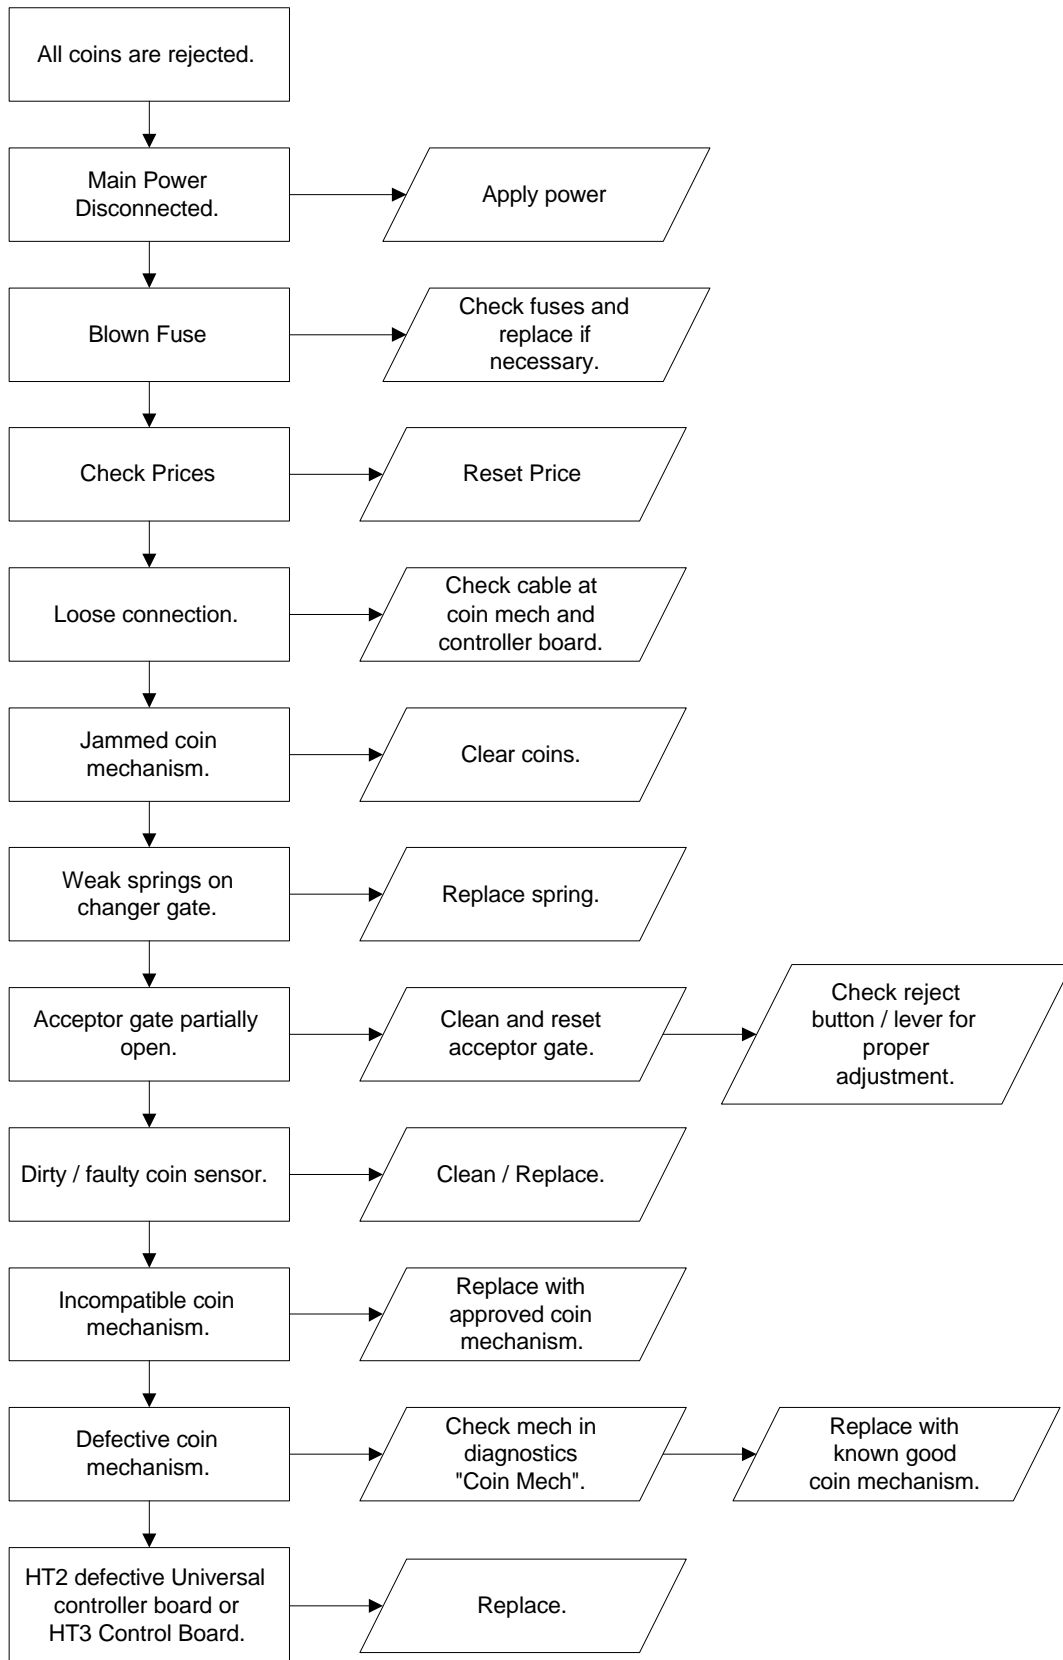 All coins are rejected.
Main Power
Disconnected.
Apply power
Blown Fuse
Check fuses and
replace if
necessary.
Check Prices
Reset Price
Loose connection.
Check cable at
coin mech and
controller board.
Jammed coin
mechanism.
Clear coins.
Weak springs on
changer gate.
Replace spring.
Acceptor gate partially
open.
Clean and reset
acceptor gate.
Check reject
button / lever for
proper
adjustment.
Dirty / faulty coin sensor.
Clean / Replace.
Incompatible coin
mechanism.
Replace with
approved coin
mechanism.
Defective coin
mechanism.
Check mech in
diagnostics
"Coin Mech".
Replace with
known good
coin mechanism.
HT2 defective Universal
controller board or
HT3 Control Board.
Replace.